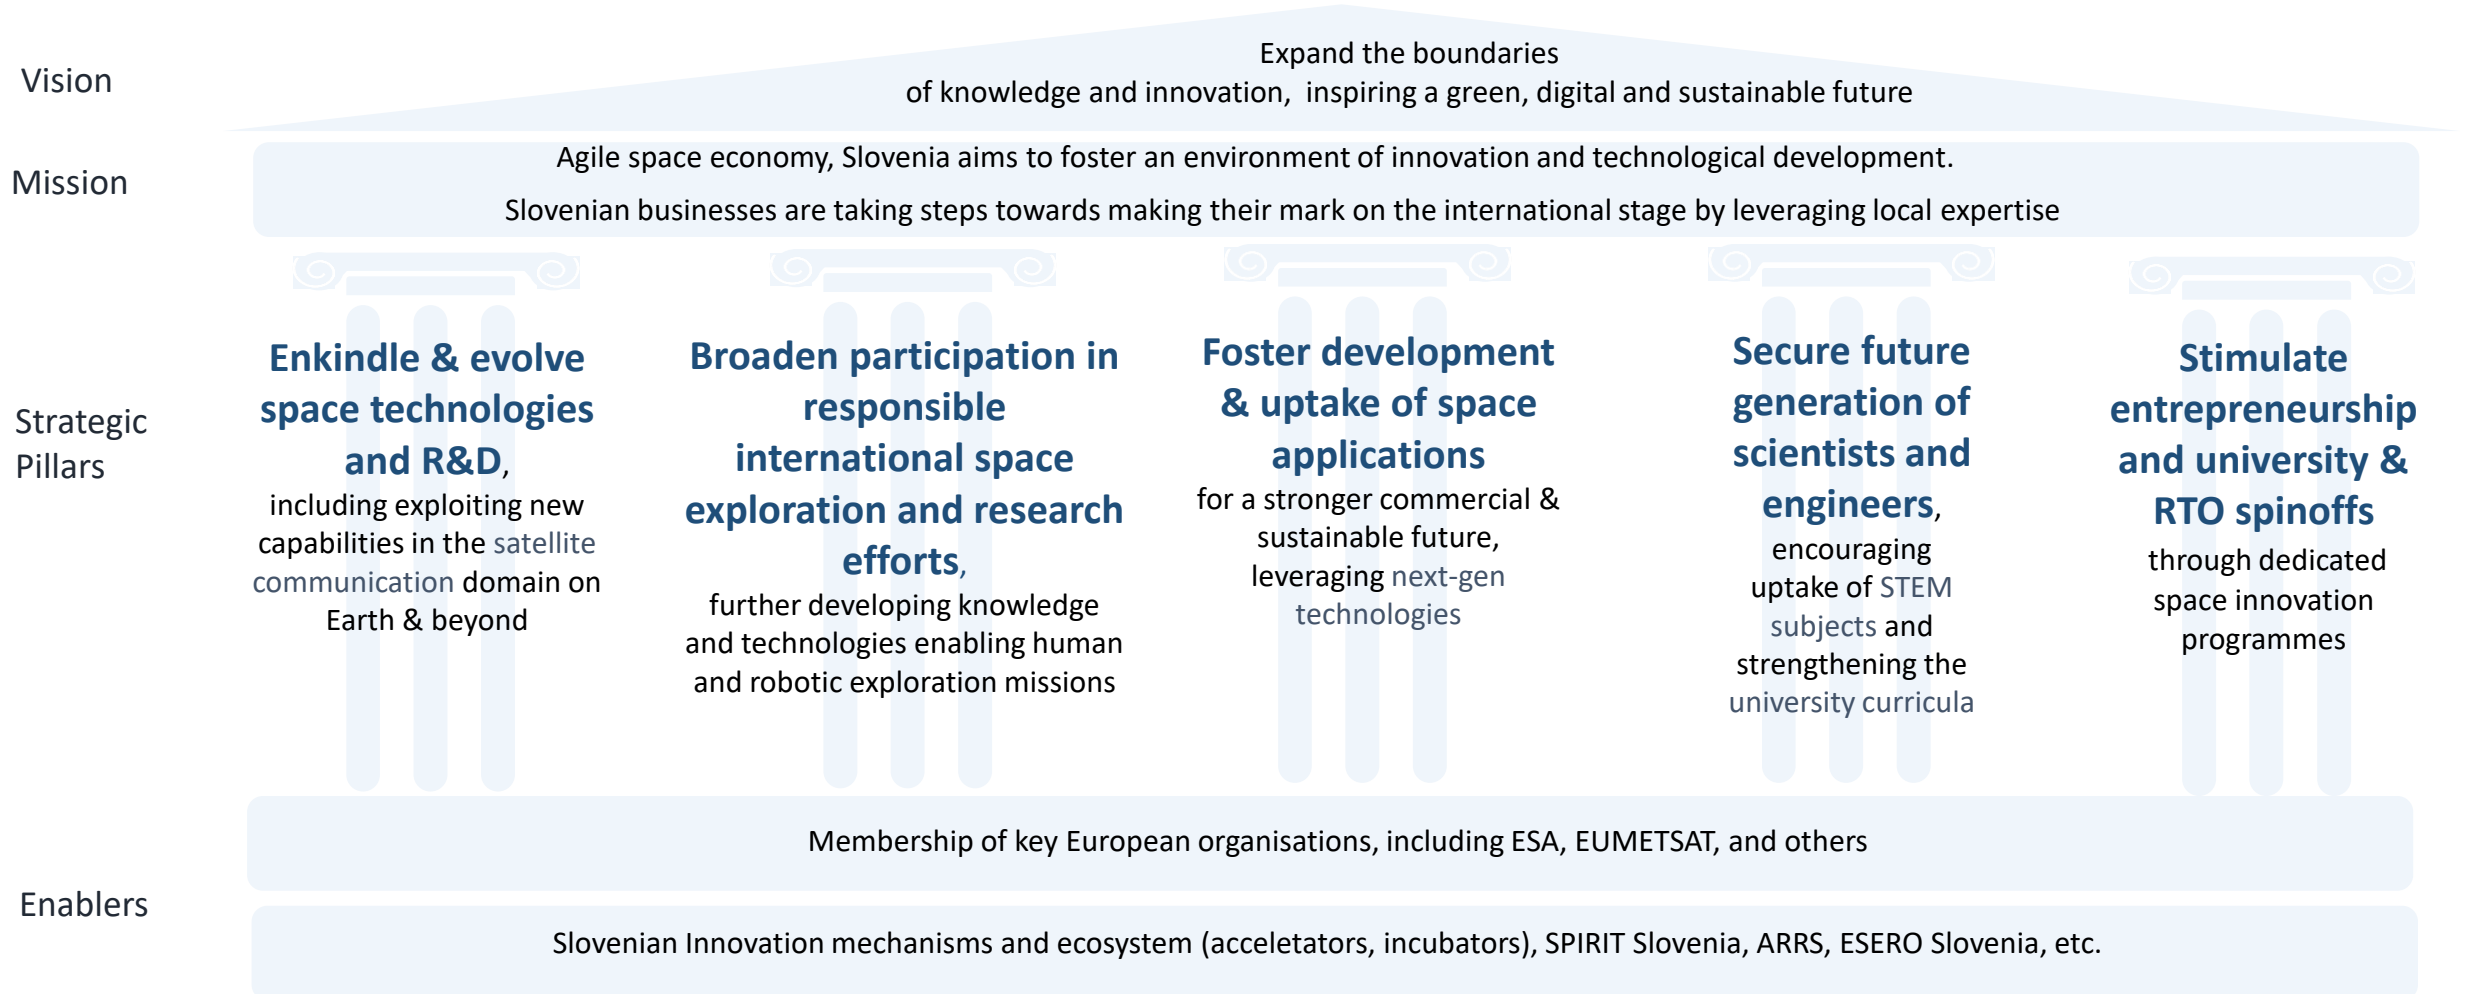 Vision
Expand the boundaries
of knowledge and innovation,  inspiring a green, digital and sustainable future
Mission
Agile space economy, Slovenia aims to foster an environment of innovation and technological development.
Slovenian businesses are taking steps towards making their mark on the international stage by leveraging local expertise
Strategic
Pillars
Enkindle & evolve
space technologies
and R&D,
including exploiting new
capabilities in the satellite
communication domain on
Earth & beyond
Broaden participation in
responsible
international space
exploration and research
efforts,
further developing knowledge
and technologies enabling human
and robotic exploration missions
Foster development
& uptake of space
applications
for a stronger commercial &
sustainable future,
leveraging next-gen
technologies
Secure future
generation of
scientists and
engineers,
encouraging
uptake of STEM
subjects and
strengthening the
university curricula
Stimulate
entrepreneurship
and university &
RTO spinoffs
through dedicated
space innovation
programmes
Enablers
Membership of key European organisations, including ESA, EUMETSAT, and others
Slovenian Innovation mechanisms and ecosystem (acceletators, incubators), SPIRIT Slovenia, ARRS, ESERO Slovenia, etc.